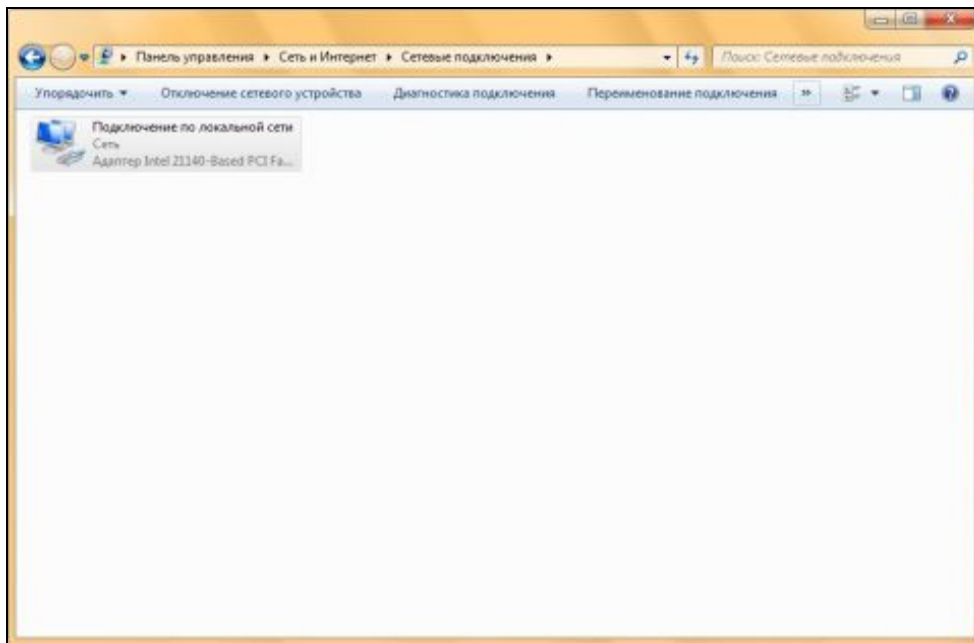 Панель управления ▸ Сеть и Интернет ▸ Сетевые подключения ▸
Поиск: Сетевые подключения
Упорядочить ▾ Отключение сетевого устройства Диагностика подключения Переименование подключения »
Подключение по локальной сети
Сеть
Адаптер Intel 21140-Based PCI Fa...